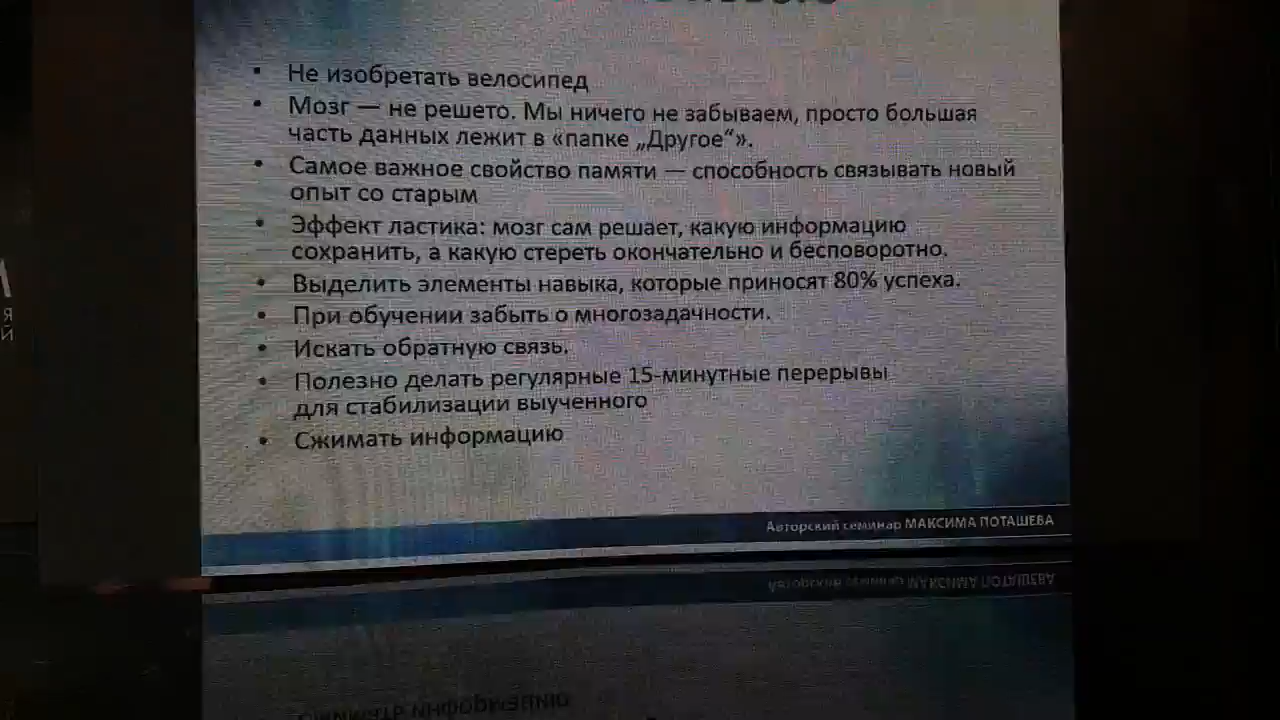 • Не изобретать велосипед
• Мозг — не решето. Мы ничего не забываем, просто большая
часть данных лежит в «папке „Другое“».
• Самое важное свойство памяти — способность связывать новый
опыт со старым
• Эффект ластика: мозг сам решает, какую информацию
сохранить, а какую стереть окончательно и бесповоротно.
• Выделить элементы навыка, которые приносят 80% успеха.
• При обучении забыть о многозадачности.
• Искать обратную связь.
• Полезно делать регулярные 15-минутные перерывы
для стабилизации выученного
• Сжимать информацию
Авторский семинар МАКСИМА ПОТАШЕВА